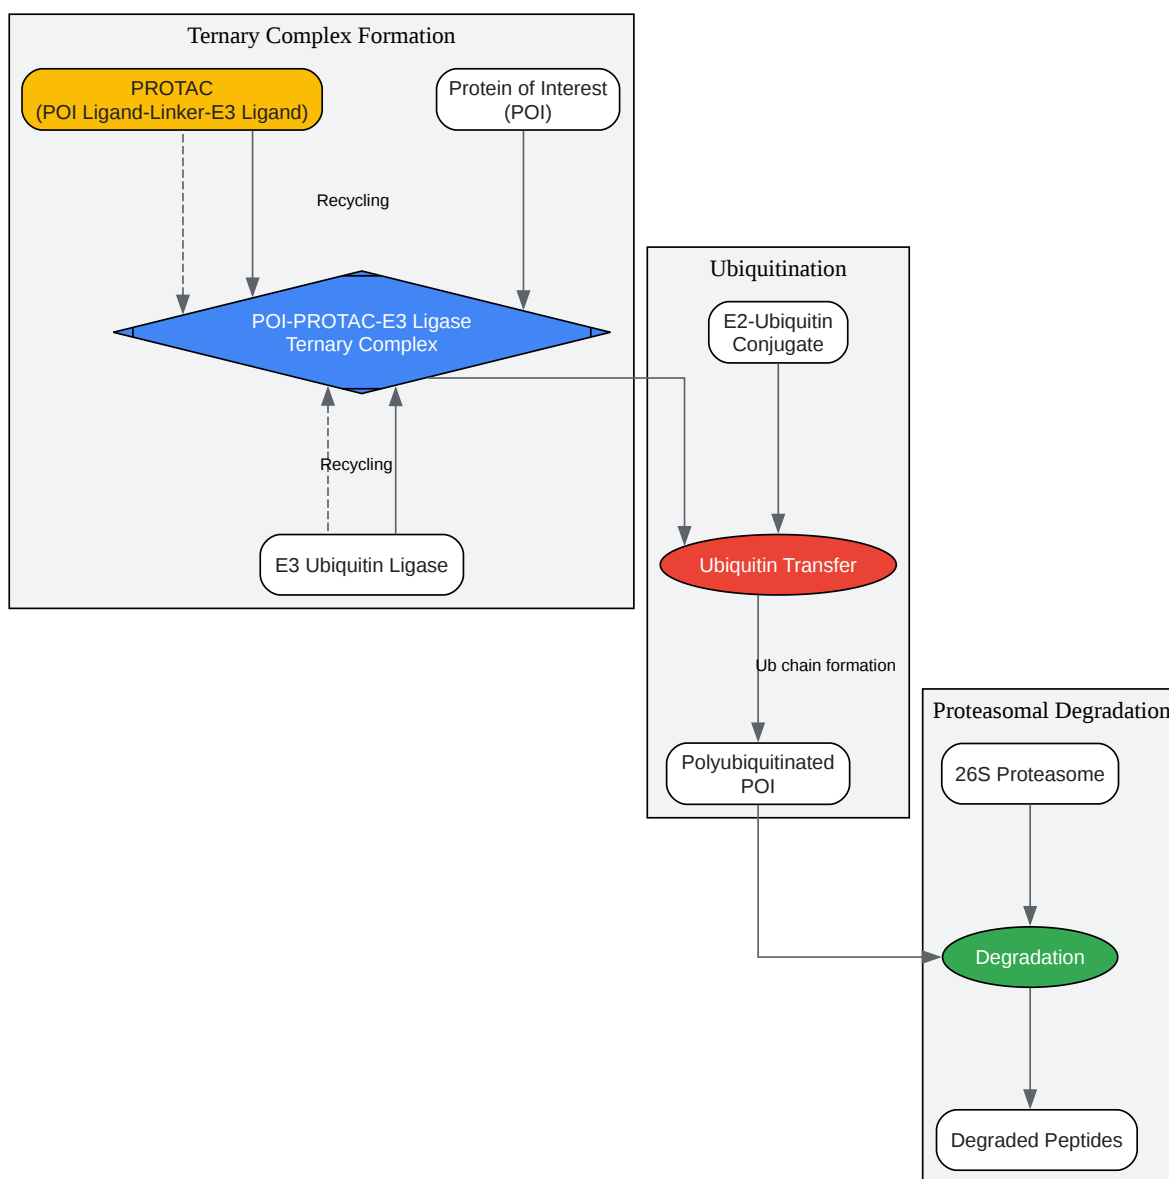 Ternary Complex Formation
PROTAC
(POI Ligand-Linker-E3 Ligand)
Protein of Interest
(POI)
Recycling
POI-PROTAC-E3 Ligase
Ternary Complex
Recycling
E3 Ubiquitin Ligase
Ubiquitination
E2-Ubiquitin
Conjugate
Ubiquitin Transfer
Ub chain formation
Polyubiquitinated
POI
Proteasomal Degradation
26S Proteasome
Degradation
Degraded Peptides